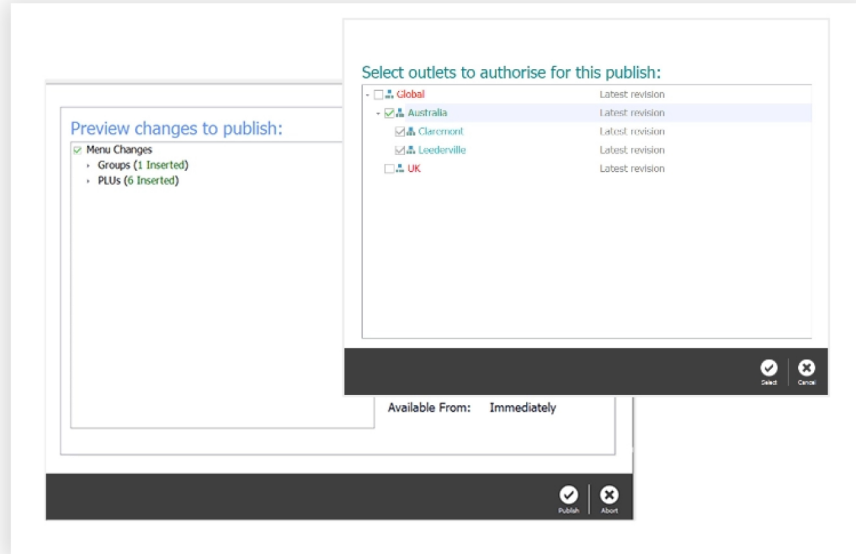 Select outlets to authorise for this publish:
Global Latest revision
Australia Latest revision
Claremont Latest revision
Leederville Latest revision
UK Latest revision
Select Cancel
Preview changes to publish:
Menu Changes
Groups (1 Inserted)
PLUs (6 Inserted)
Available From: Immediately
Publish Abort